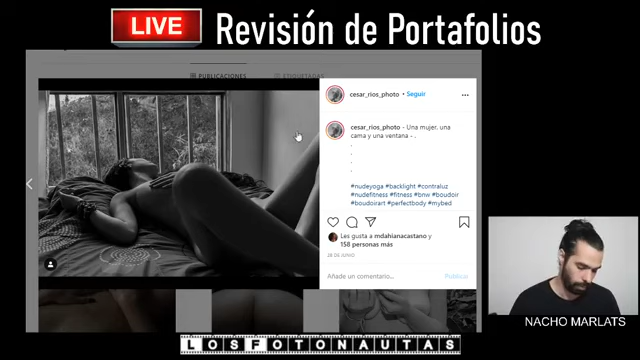 LIVE
Revisión de Portafolios
PUBLICACIONES
ETIQUETADAS
cesar_rios_photo • Seguir
cesar_rios_photo - Una mujer, una
cama y una ventana - .
.
.
.
.
#nudeyoga #backlight #contraluz
#nudefitness #fitness #bnw #boudoir
#boudoirart #perfectbody #mybed
Les gusta a mdahianacastano y
158 personas más
28 DE JUNIO
Añade un comentario...
Publicar
NACHO MARLATS
LOSFOTONAUTAS